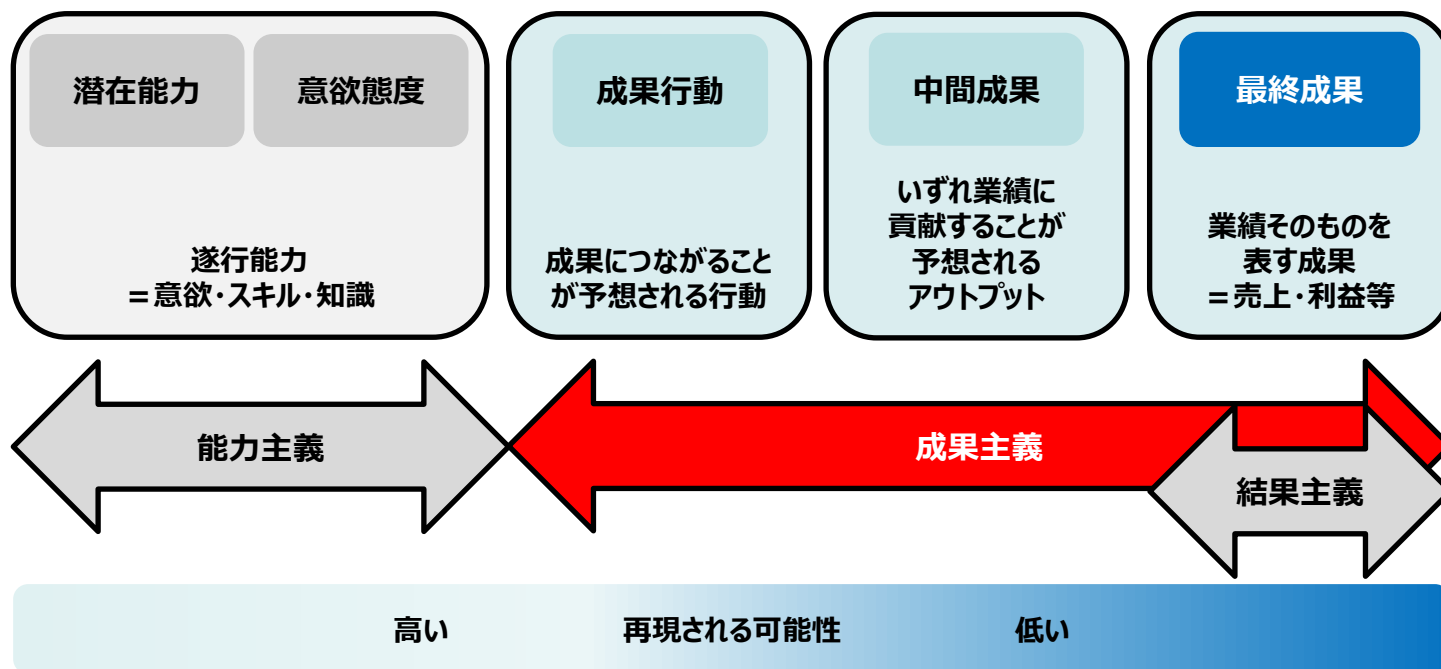 潜在能力
意欲態度
遂行能力
＝意欲・スキル・知識
成果行動
成果につながること
が予想される行動
中間成果
いずれ業績に
貢献することが
予想される
アウトプット
最終成果
業績そのものを
表す成果
＝売上・利益等
能力主義
成果主義
結果主義
高い
再現される可能性
低い